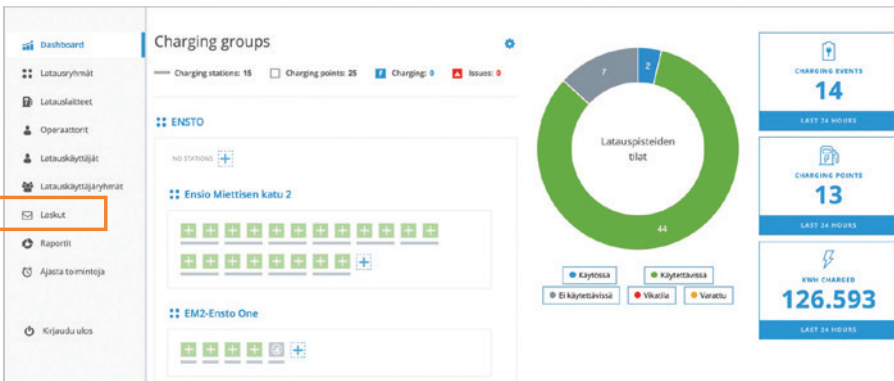 Dashboard
Latausryhmät
Latauslaitteet
Operaattorit
Latauskäyttäjät
Latauskäyttäjäryhmät
Laskut
Raportit
Ajasta toimintoja
Kirjaudu ulos
Charging groups
Charging stations: 15 Charging points: 25 Charging: 0 Issues: 0
ENSTO
NO STATIONS
Ensio Miettisen katu 2
EM2-Ensto One
7
2
Latauspisteiden
tilat
44
Käytössä Käytettävissä
Ei käytettävissä Vikatila Varattu
CHARGING EVENTS
14
LAST 24 HOURS
CHARGING POINTS
13
LAST 24 HOURS
KWH CHARGED
126.593
LAST 24 HOURS